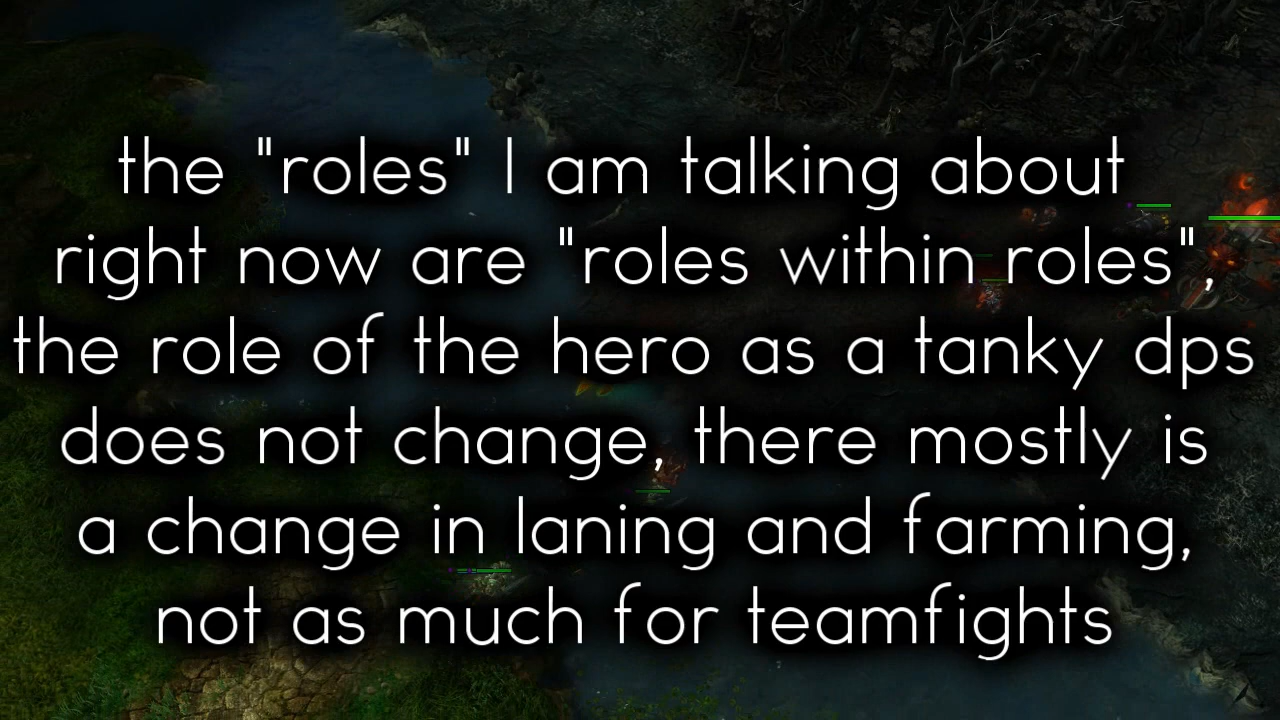 the "roles" I am talking about
right now are "roles within roles",
the role of the hero as a tanky dps
does not change, there mostly is
a change in laning and farming,
not as much for teamfights